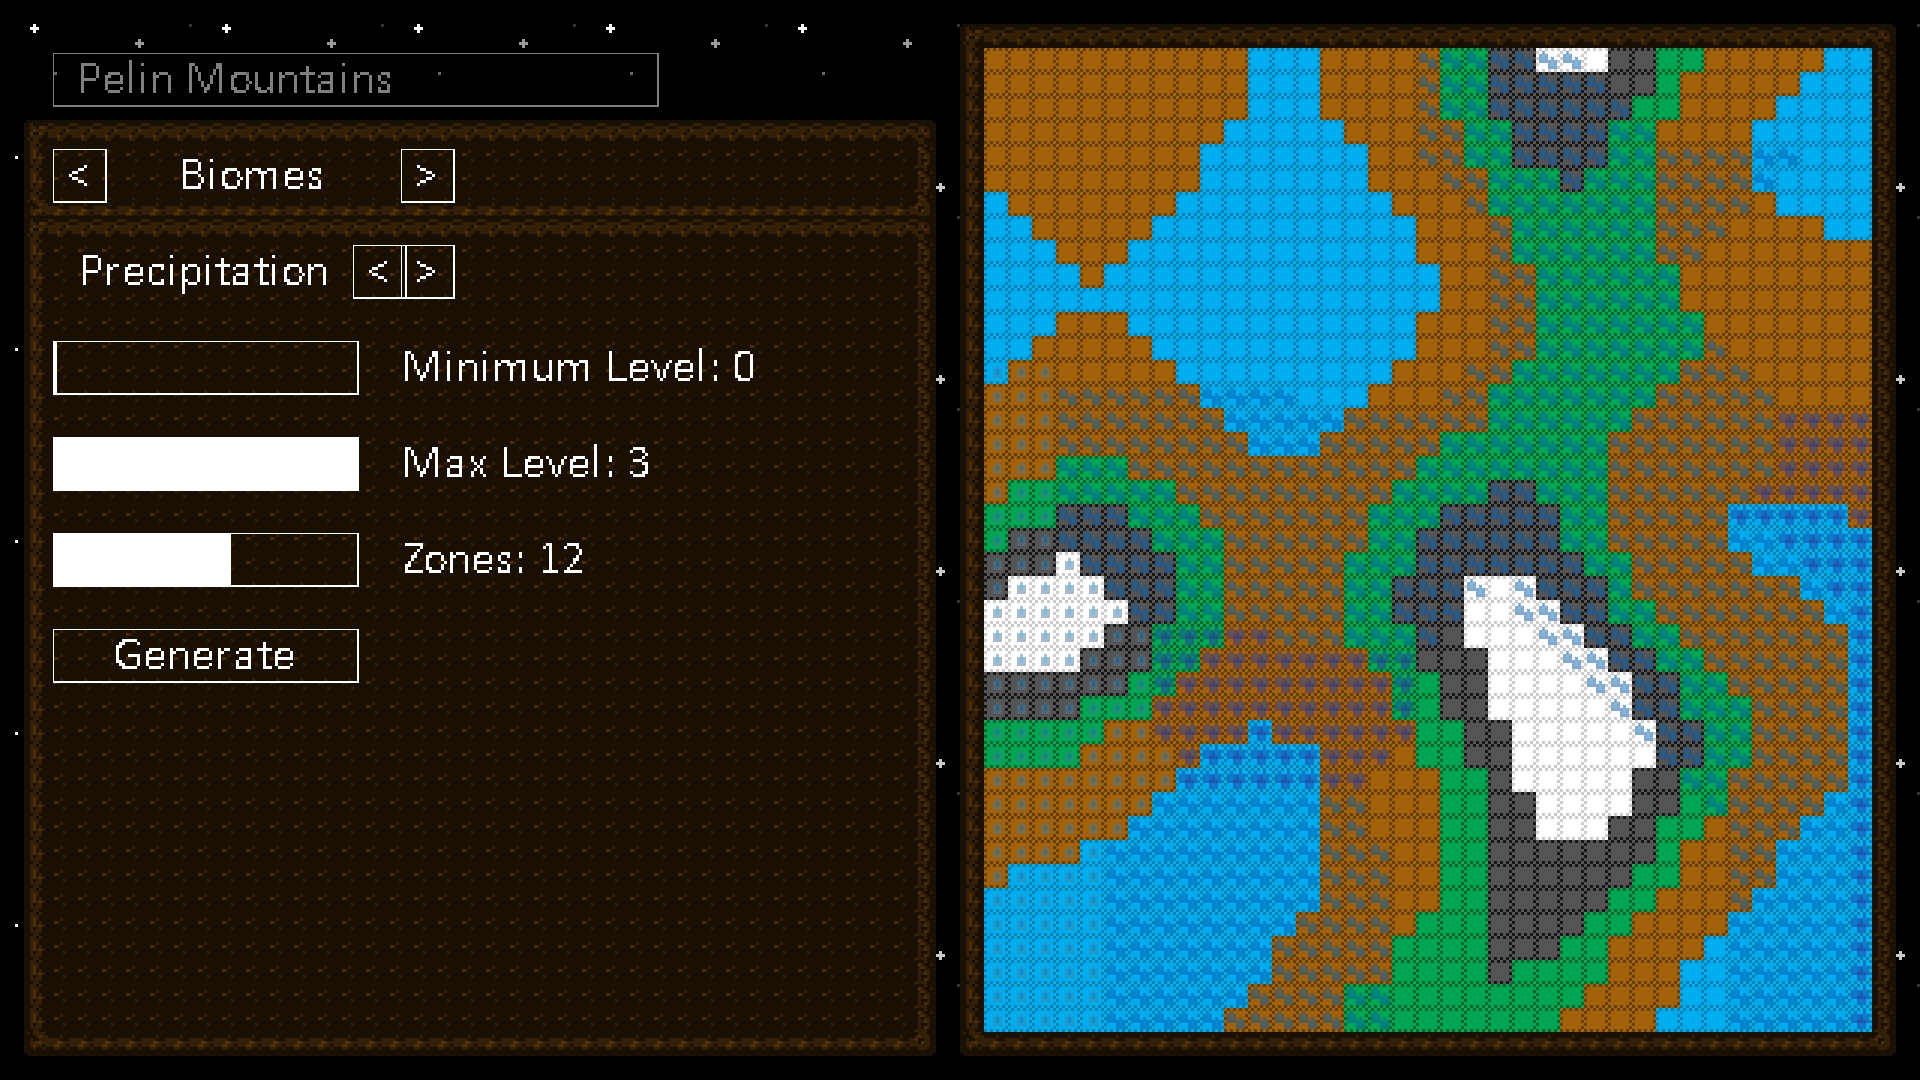 Pelin Mountains
< Biomes >
Precipitation < >
Minimum Level: 0
Max Level: 3
Zones: 12
Generate